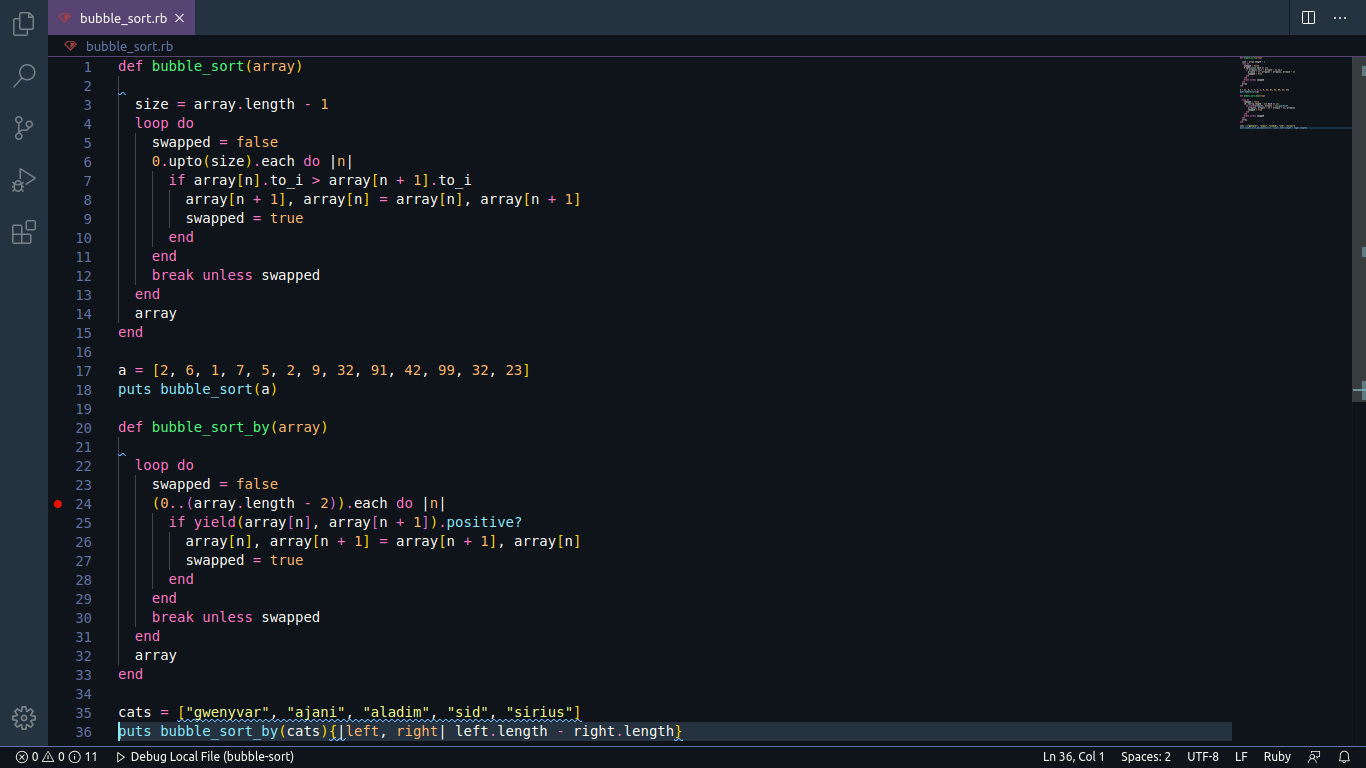 bubble_sort.rb
bubble_sort.rb
1 def bubble_sort(array)
2
3   size = array.length - 1
4   loop do
5     swapped = false
6     0.upto(size).each do |n|
7       if array[n].to_i > array[n + 1].to_i
8         array[n + 1], array[n] = array[n], array[n + 1]
9         swapped = true
10       end
11     end
12     break unless swapped
13   end
14   array
15 end
16
17 a = [2, 6, 1, 7, 5, 2, 9, 32, 91, 42, 99, 32, 23]
18 puts bubble_sort(a)
19
20 def bubble_sort_by(array)
21
22   loop do
23     swapped = false
24     (0..(array.length - 2)).each do |n|
25       if yield(array[n], array[n + 1]).positive?
26         array[n], array[n + 1] = array[n + 1], array[n]
27         swapped = true
28       end
29     end
30     break unless swapped
31   end
32   array
33 end
34
35 cats = ["gwenyvar", "ajani", "aladim", "sid", "sirius"]
36 puts bubble_sort_by(cats){|left, right| left.length - right.length}
0 0 11 Debug Local File (bubble-sort) Ln 36, Col 1 Spaces: 2 UTF-8 LF Ruby